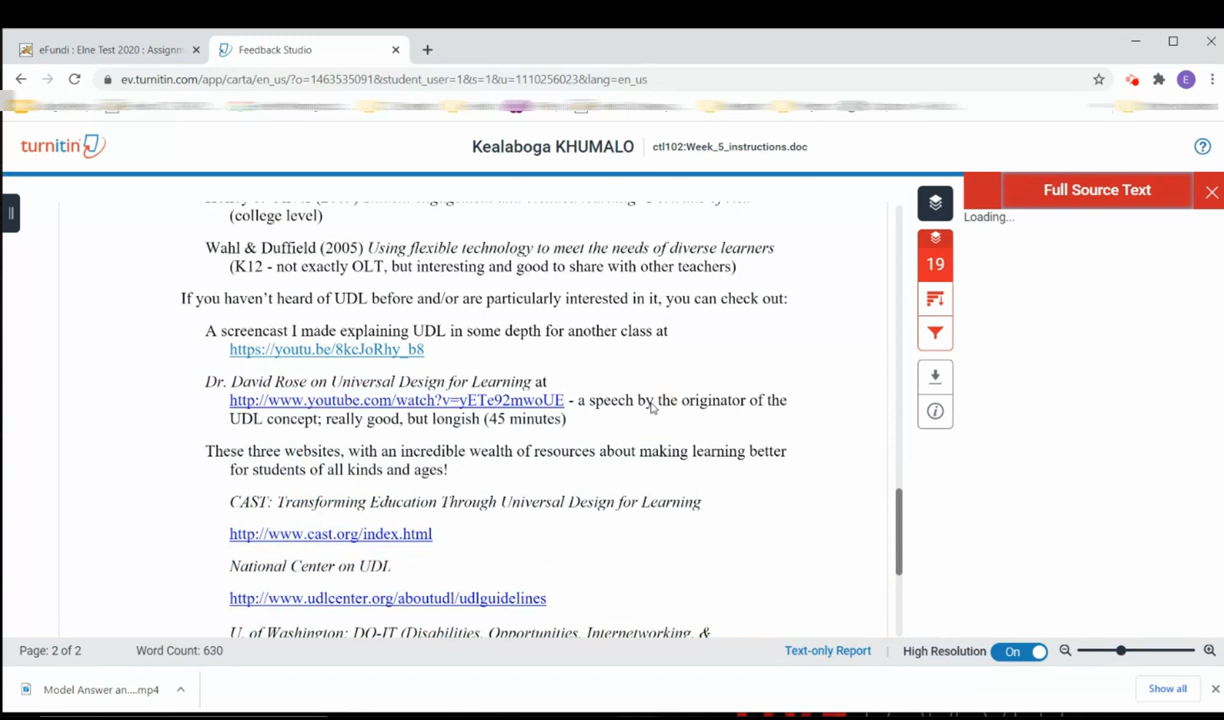 eFundi : Elne Test 2020 : Assignm
Feedback Studio
ev.turnitin.com/app/carta/en_us/?o=1463535091&student_user=1&s=1&u=1110256023&lang=en_us
E
turnitin
Kealaboga KHUMALO
ctl102:Week_5_instructions.doc
?
Full Source Text
Loading...
19
(college level)
Wahl & Duffield (2005) Using flexible technology to meet the needs of diverse learners
(K12 - not exactly OLT, but interesting and good to share with other teachers)
If you haven't heard of UDL before and/or are particularly interested in it, you can check out:
A screencast I made explaining UDL in some depth for another class at
https://youtu.be/8kcJoRhy_b8
Dr. David Rose on Universal Design for Learning at
http://www.youtube.com/watch?v=yETe92mwoUE - a speech by the originator of the
UDL concept; really good, but longish (45 minutes)
These three websites, with an incredible wealth of resources about making learning better
for students of all kinds and ages!
CAST: Transforming Education Through Universal Design for Learning
http://www.cast.org/index.html
National Center on UDL
http://www.udlcenter.org/aboutudl/udlguidelines
U. of Washington: DO-IT (Disabilities, Opportunities, Internetworking, &
Page: 2 of 2
Word Count: 630
Text-only Report
High Resolution
On
Model Answer an....mp4
Show all